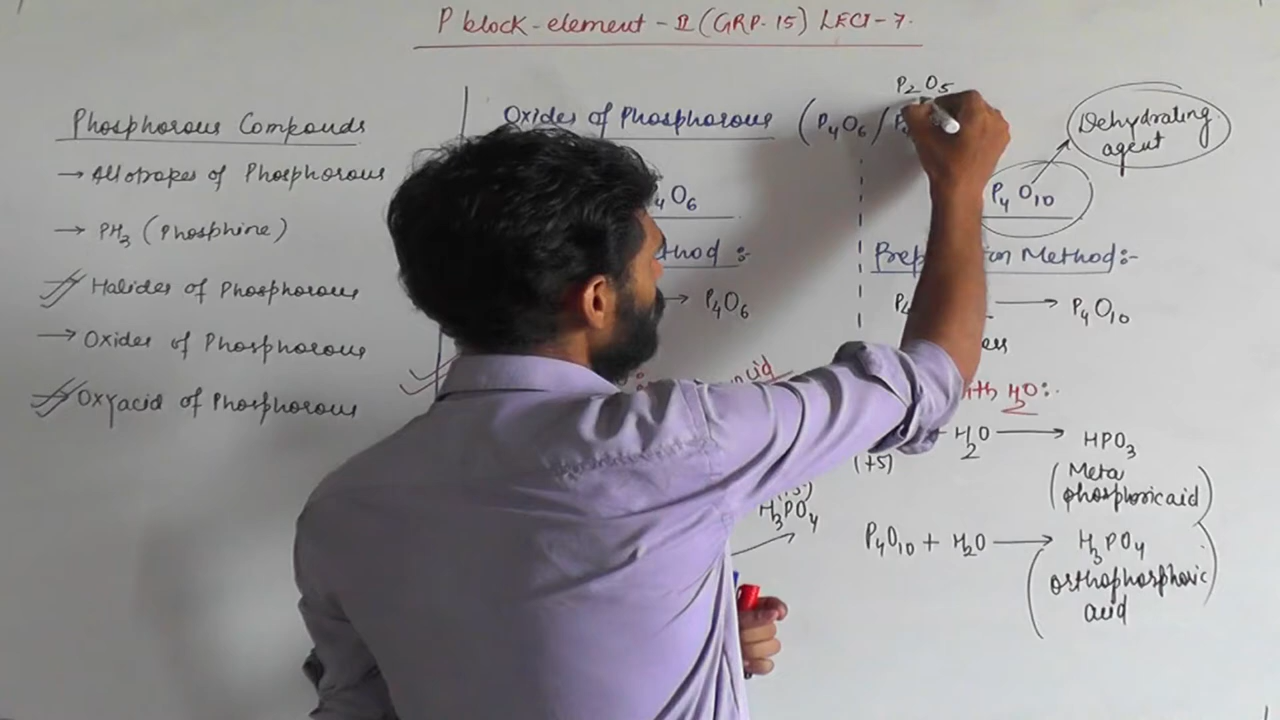 P block-element - II (GRP-15) LECT-7.
Phosphorous Compounds
→ Allotropes of Phosphorous
→ PH3 (Phosphine)
Halides of Phosphorous
→ Oxides of Phosphorous
Oxyacid of Phosphorous
P2O5
Oxides of Phosphorous (P4O6 /
4O6
thod :-
→ P4O6
H3PO4
Dehydrating
agent
P4O10
Method:-
→ P4O10
H2O:-
H2O → HPO3
(+5)
(Meta
phosphoric acid)
P4O10 + H2O → H3PO4
(orthophosphoric
acid)